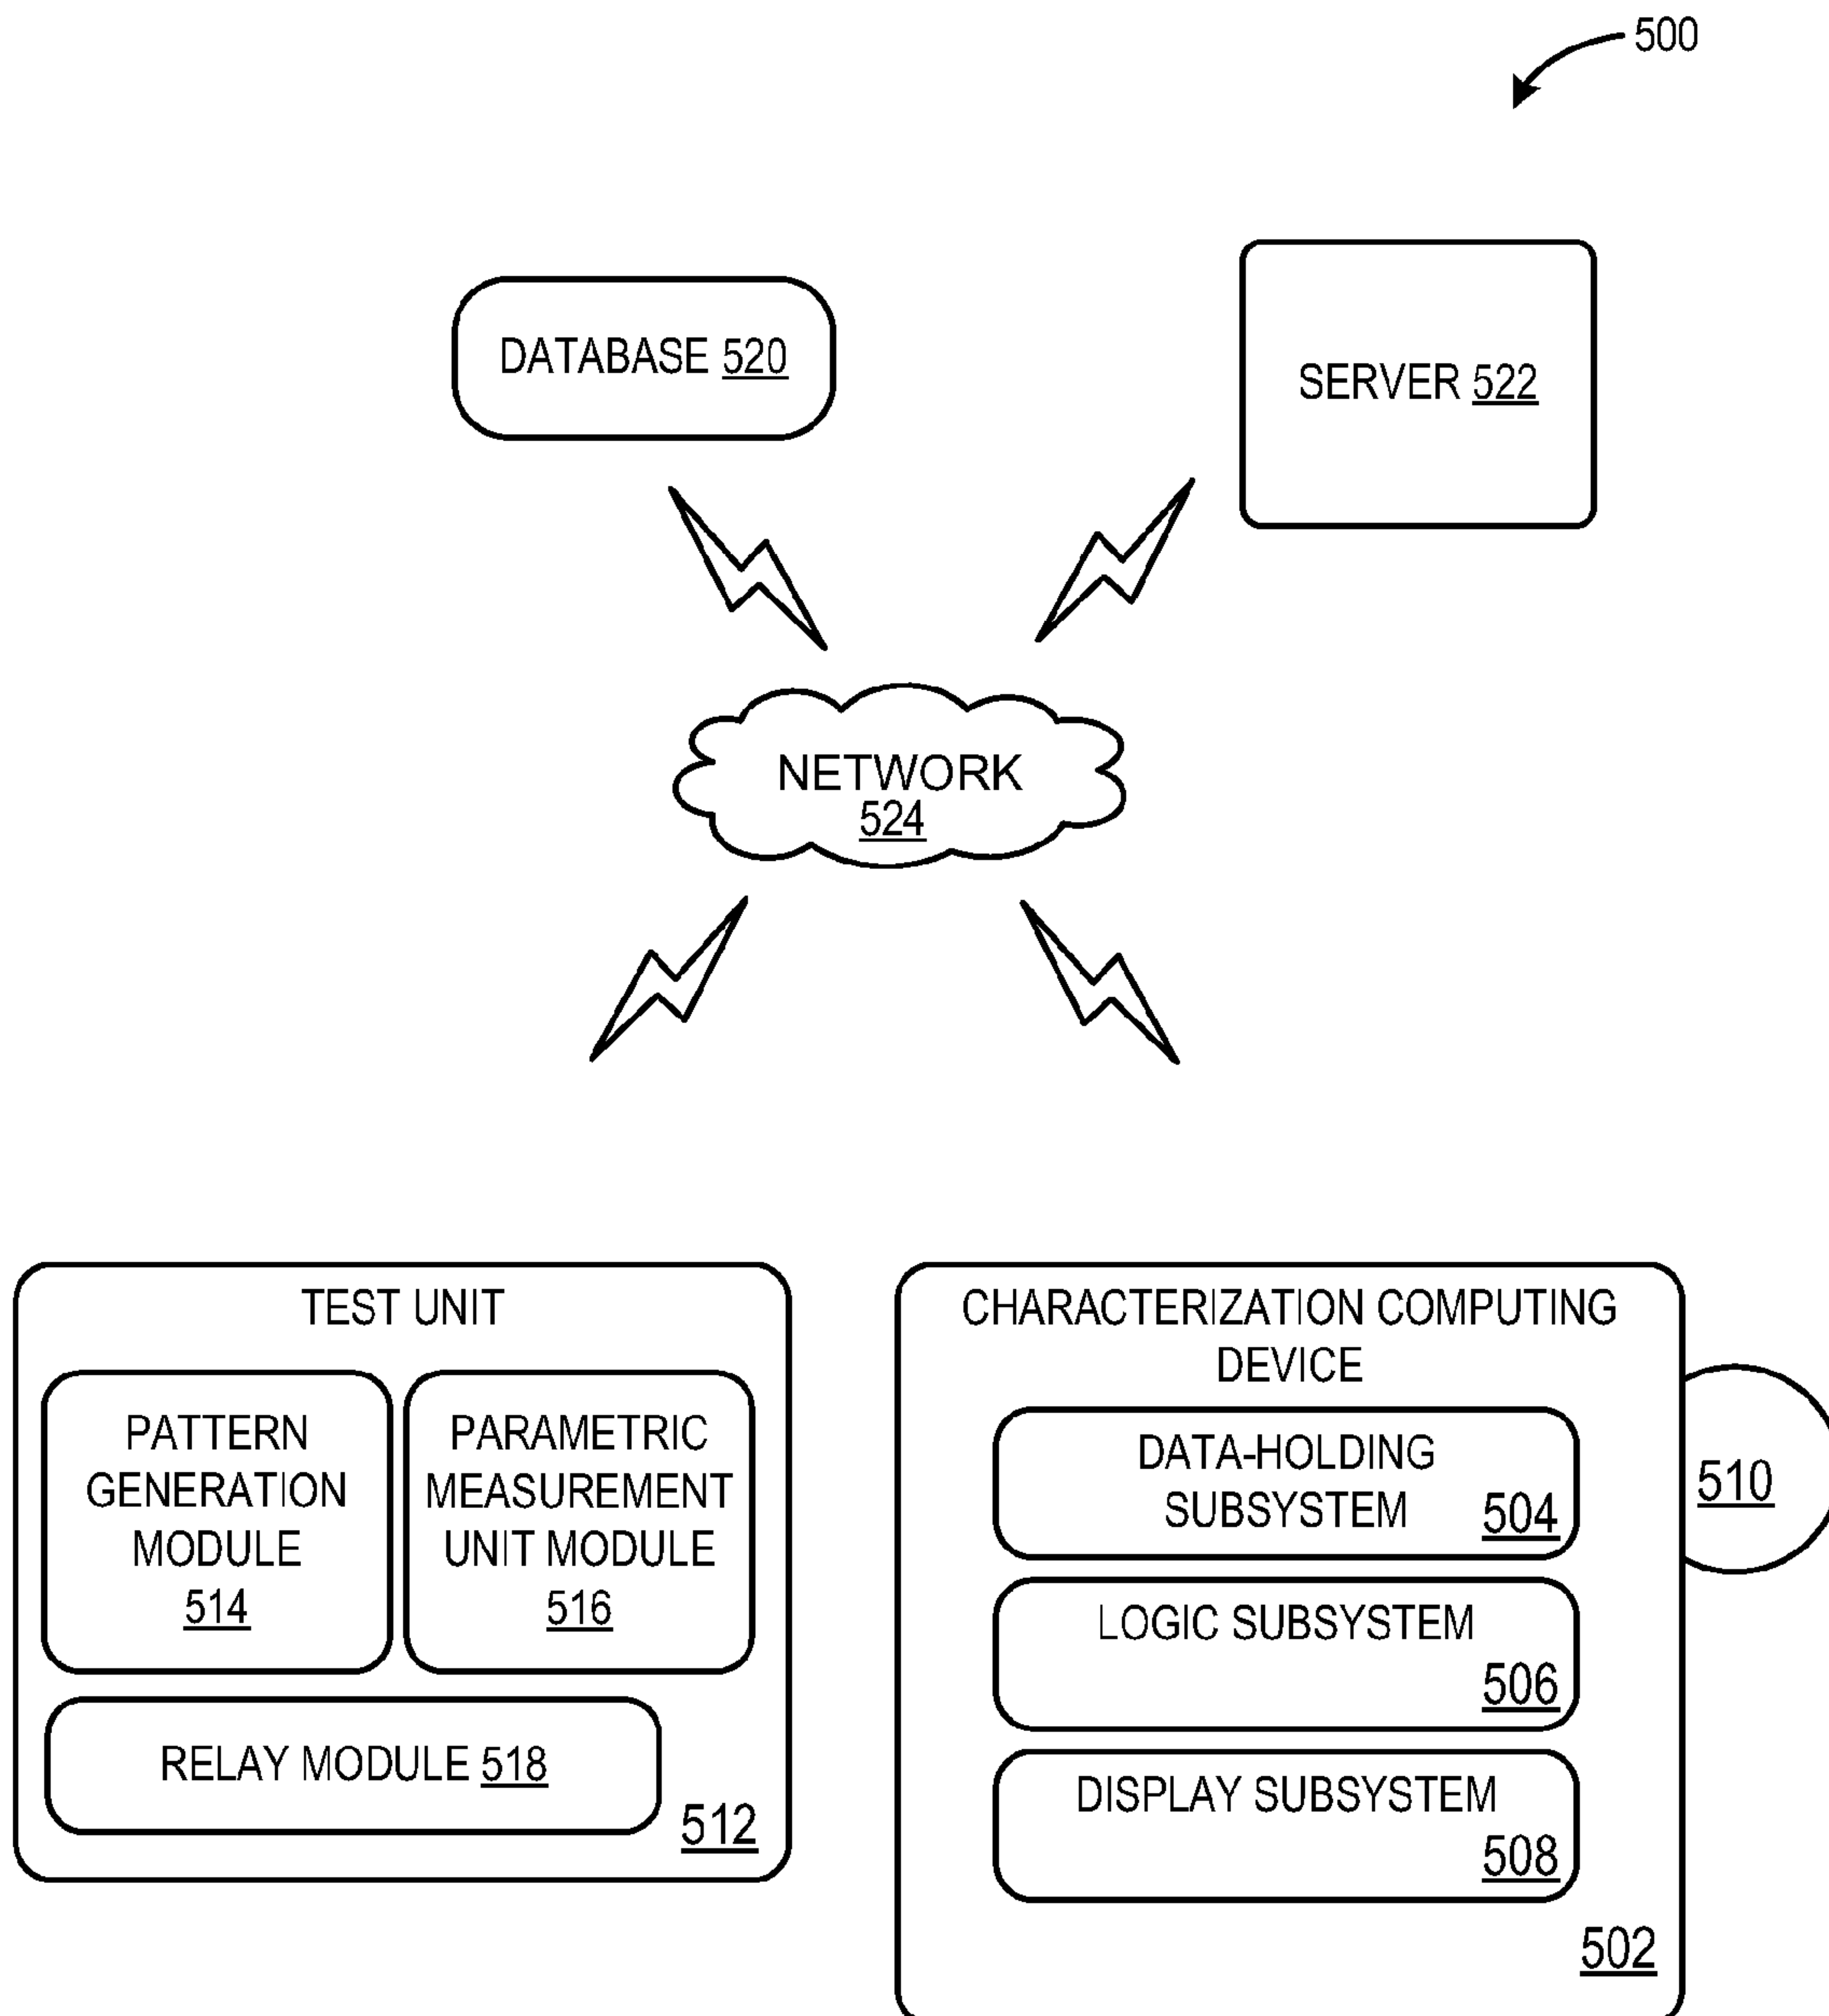 500
DATABASE 520
SERVER 522
NETWORK
524
TEST UNIT
PATTERN
GENERATION
MODULE
514
PARAMETRIC
MEASUREMENT
UNIT MODULE
516
RELAY MODULE 518
512
CHARACTERIZATION COMPUTING
DEVICE
DATA-HOLDING
SUBSYSTEM
504
LOGIC SUBSYSTEM
506
DISPLAY SUBSYSTEM
508
502
510